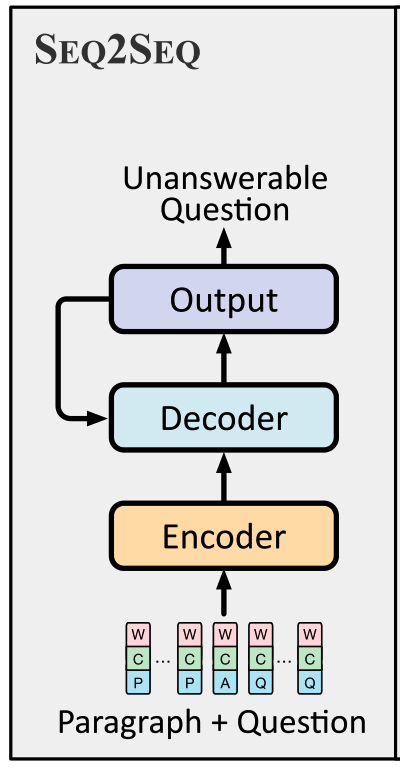 SEQ2SEQ
Unanswerable
Question
Output
Decoder
Encoder
W W W W W
C ... C C C ... C
P P A Q Q
Paragraph + Question